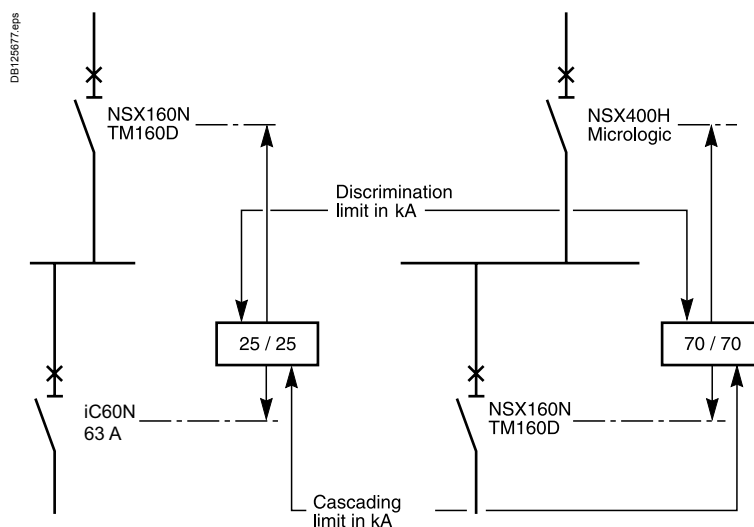 DB125677.eps
NSX160N
TM160D
NSX400H
Micrologic
Discrimination
limit in kA
25 / 25
70 / 70
iC60N
63 A
NSX160N
TM160D
Cascading
limit in kA